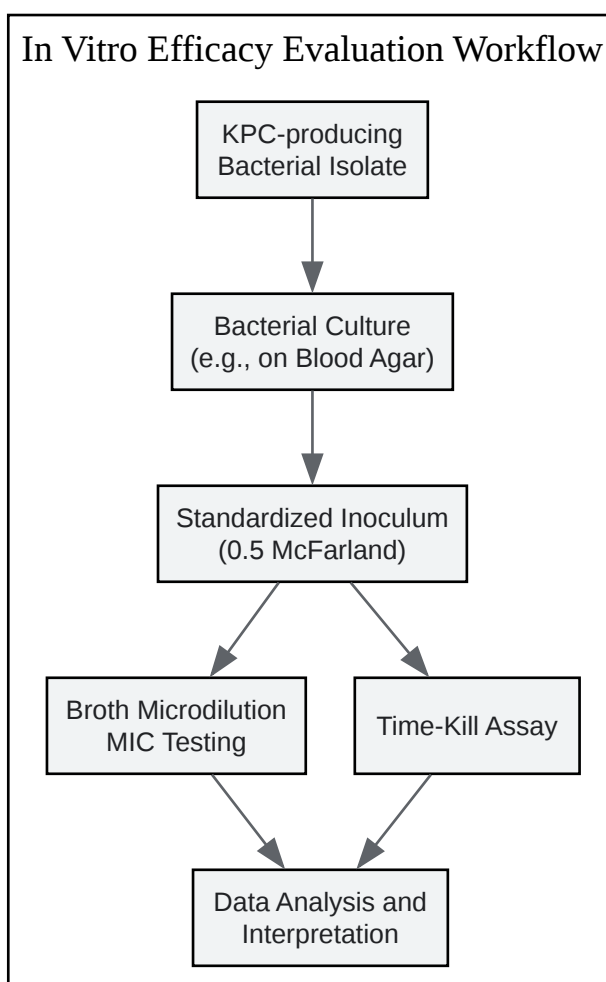 In Vitro Efficacy Evaluation Workflow
KPC-producing
Bacterial Isolate
Bacterial Culture
(e.g., on Blood Agar)
Standardized Inoculum
(0.5 McFarland)
Broth Microdilution
MIC Testing
Time-Kill Assay
Data Analysis and
Interpretation